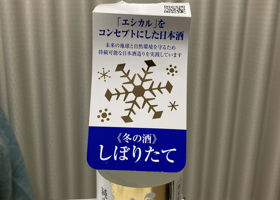 「エシカル」を
コンセプトにした日本酒
未来の地球と自然環境を守るため
持続可能な日本酒造りを実践しています
《冬の酒》
しぼりたて